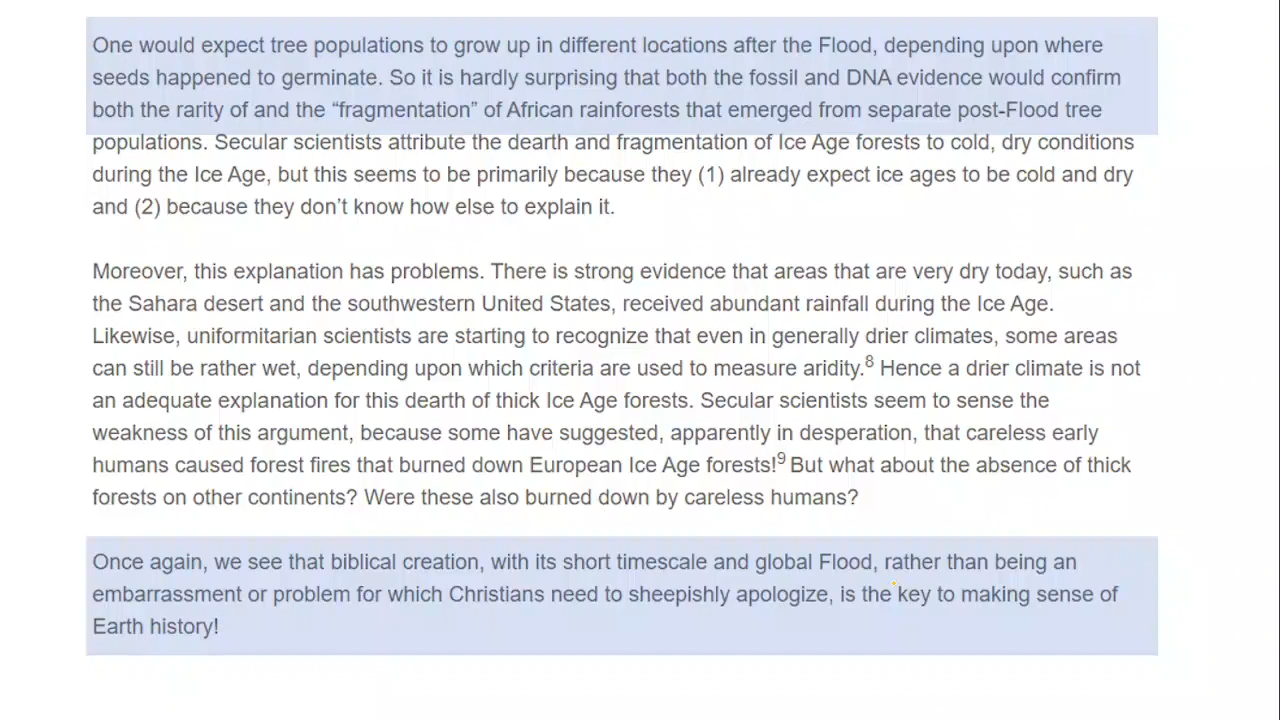 One would expect tree populations to grow up in different locations after the Flood, depending upon where
seeds happened to germinate. So it is hardly surprising that both the fossil and DNA evidence would confirm
both the rarity of and the “fragmentation” of African rainforests that emerged from separate post-Flood tree
populations. Secular scientists attribute the dearth and fragmentation of Ice Age forests to cold, dry conditions
during the Ice Age, but this seems to be primarily because they (1) already expect ice ages to be cold and dry
and (2) because they don’t know how else to explain it.
Moreover, this explanation has problems. There is strong evidence that areas that are very dry today, such as
the Sahara desert and the southwestern United States, received abundant rainfall during the Ice Age.
Likewise, uniformitarian scientists are starting to recognize that even in generally drier climates, some areas
can still be rather wet, depending upon which criteria are used to measure aridity.8 Hence a drier climate is not
an adequate explanation for this dearth of thick Ice Age forests. Secular scientists seem to sense the
weakness of this argument, because some have suggested, apparently in desperation, that careless early
humans caused forest fires that burned down European Ice Age forests!9 But what about the absence of thick
forests on other continents? Were these also burned down by careless humans?
Once again, we see that biblical creation, with its short timescale and global Flood, rather than being an
embarrassment or problem for which Christians need to sheepishly apologize, is the key to making sense of
Earth history!